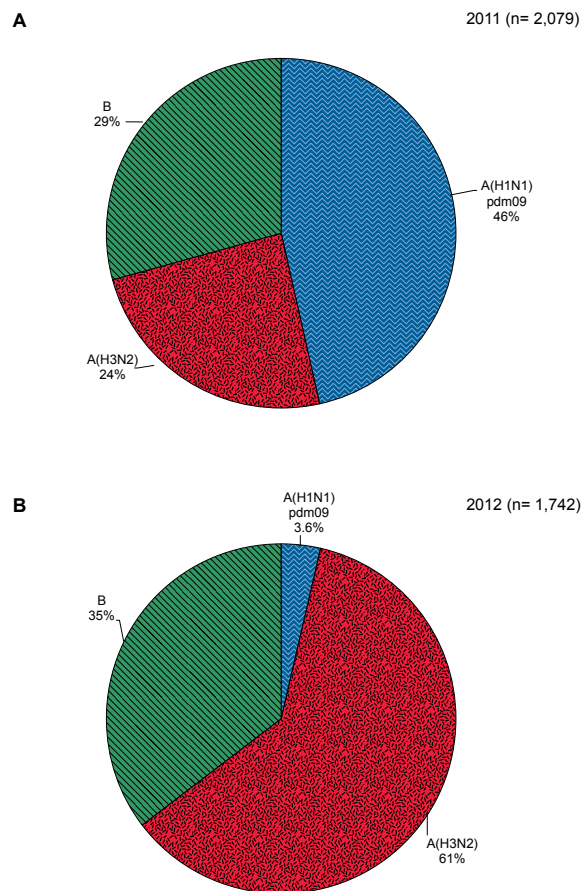 A
2011 (n= 2,079)
B
29%
A(H1N1)
pdm09
46%
A(H3N2)
24%
B
2012 (n= 1,742)
A(H1N1)
pdm09
3.6%
B
35%
A(H3N2)
61%